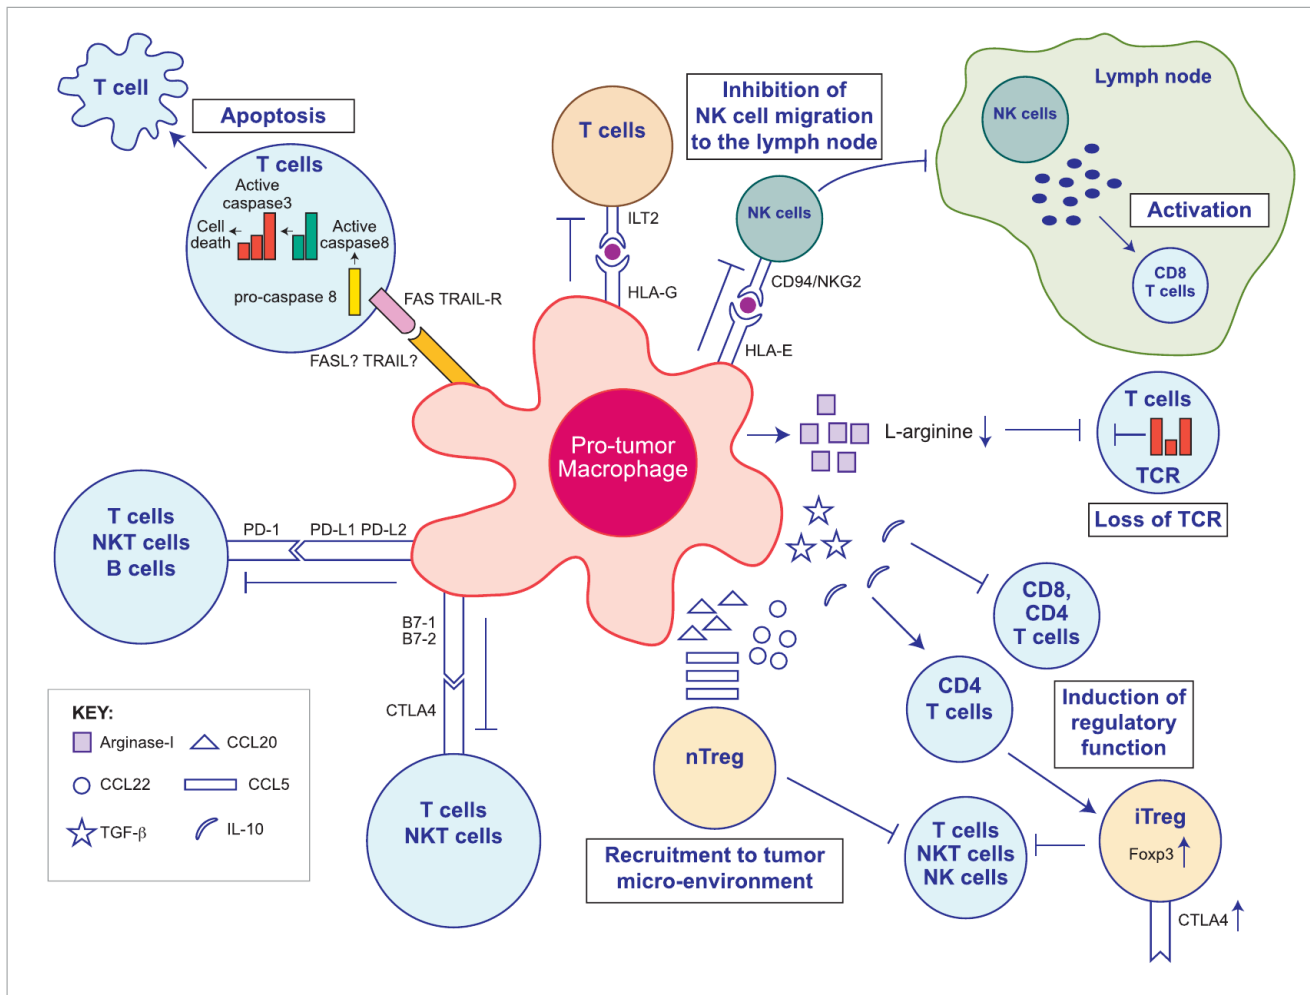 T cell
Apoptosis
T cells
Active
caspase3
Cell
death
Active
caspase8
pro-caspase 8
FAS TRAIL-R
FASL? TRAIL?
T cells
ILT2
HLA-G
Inhibition of
NK cell migration
to the lymph node
NK cells
CD94/NKG2
HLA-E
Lymph node
NK cells
Activation
CD8
T cells
Pro-tumor
Macrophage
L-arginine
T cells
TCR
Loss of TCR
T cells
NKT cells
B cells
PD-1
PD-L1 PD-L2
B7-1
B7-2
CTLA4
T cells
NKT cells
CD8,
CD4
T cells
CD4
T cells
Induction of
regulatory
function
nTreg
Recruitment to tumor
micro-environment
T cells
NKT cells
NK cells
iTreg
Foxp3
CTLA4
KEY:
Arginase-I
CCL20
CCL22
CCL5
TGF-β
IL-10